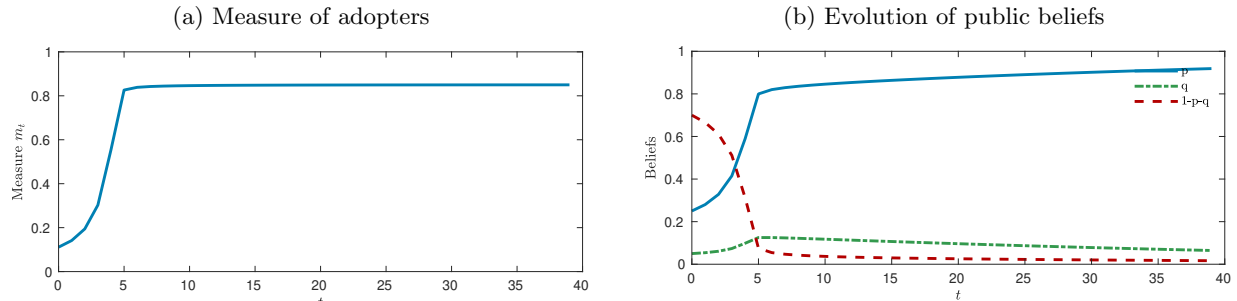 (a) Measure of adopters
1
0.8
0.6
0.4
0.2
0
Measure m_t
0 5 10 15 20 25 30 35 40
t
(b) Evolution of public beliefs
1
0.8
0.6
0.4
0.2
0
Beliefs
p
q
1-p-q
0 5 10 15 20 25 30 35 40
t